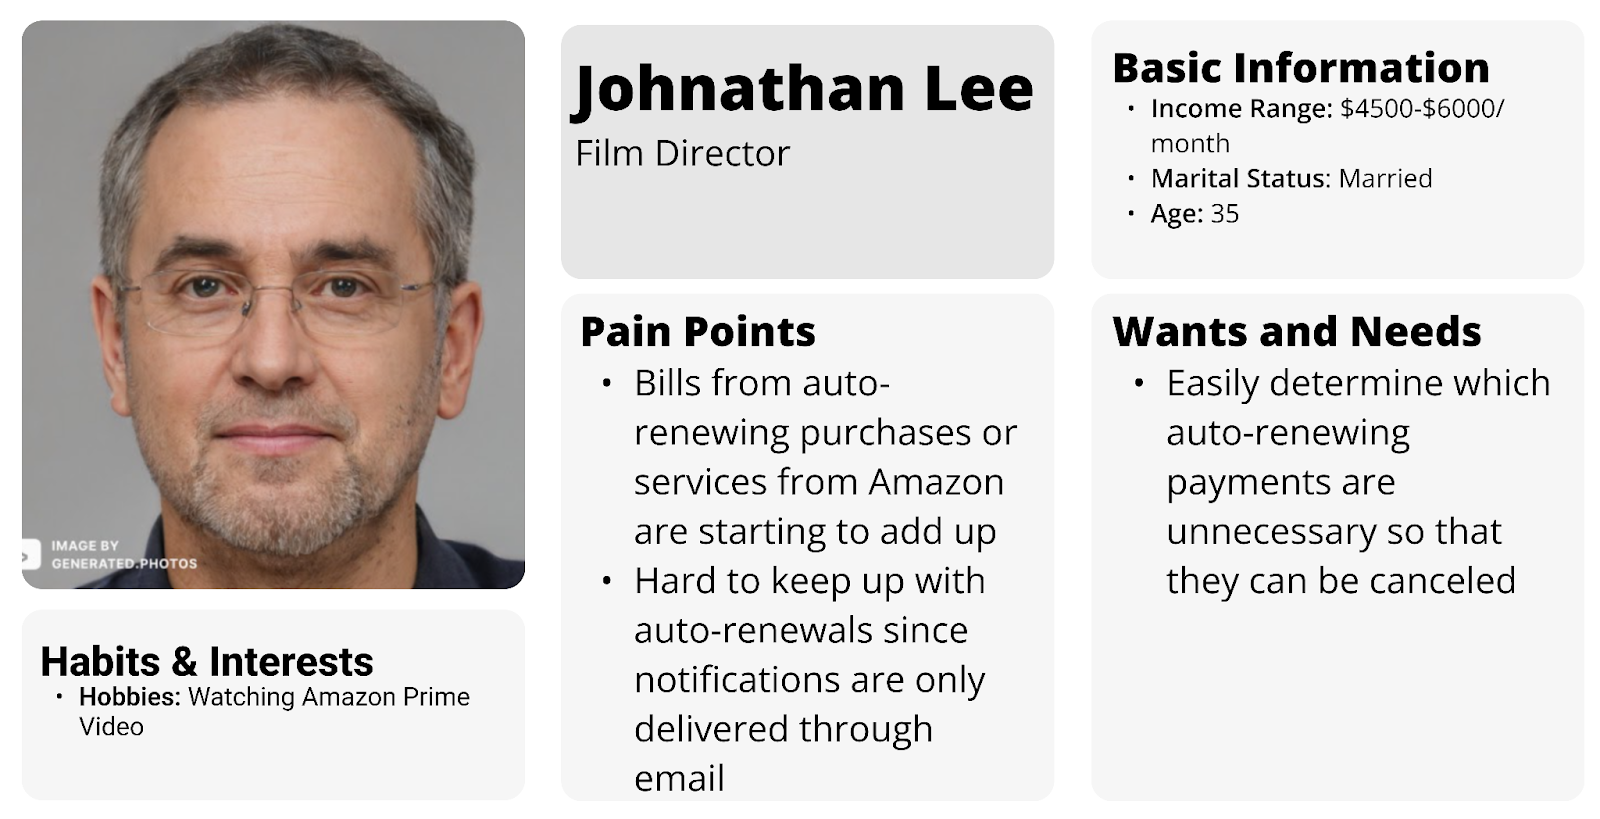 IMAGE BY
GENERATED.PHOTOS
Habits & Interests
• Hobbies: Watching Amazon Prime
Video
Johnathan Lee
Film Director
Pain Points
• Bills from auto-
renewing purchases or
services from Amazon
are starting to add up
• Hard to keep up with
auto-renewals since
notifications are only
delivered through
email
Basic Information
• Income Range: $4500-$6000/
month
• Marital Status: Married
• Age: 35
Wants and Needs
• Easily determine which
auto-renewing
payments are
unnecessary so that
they can be canceled